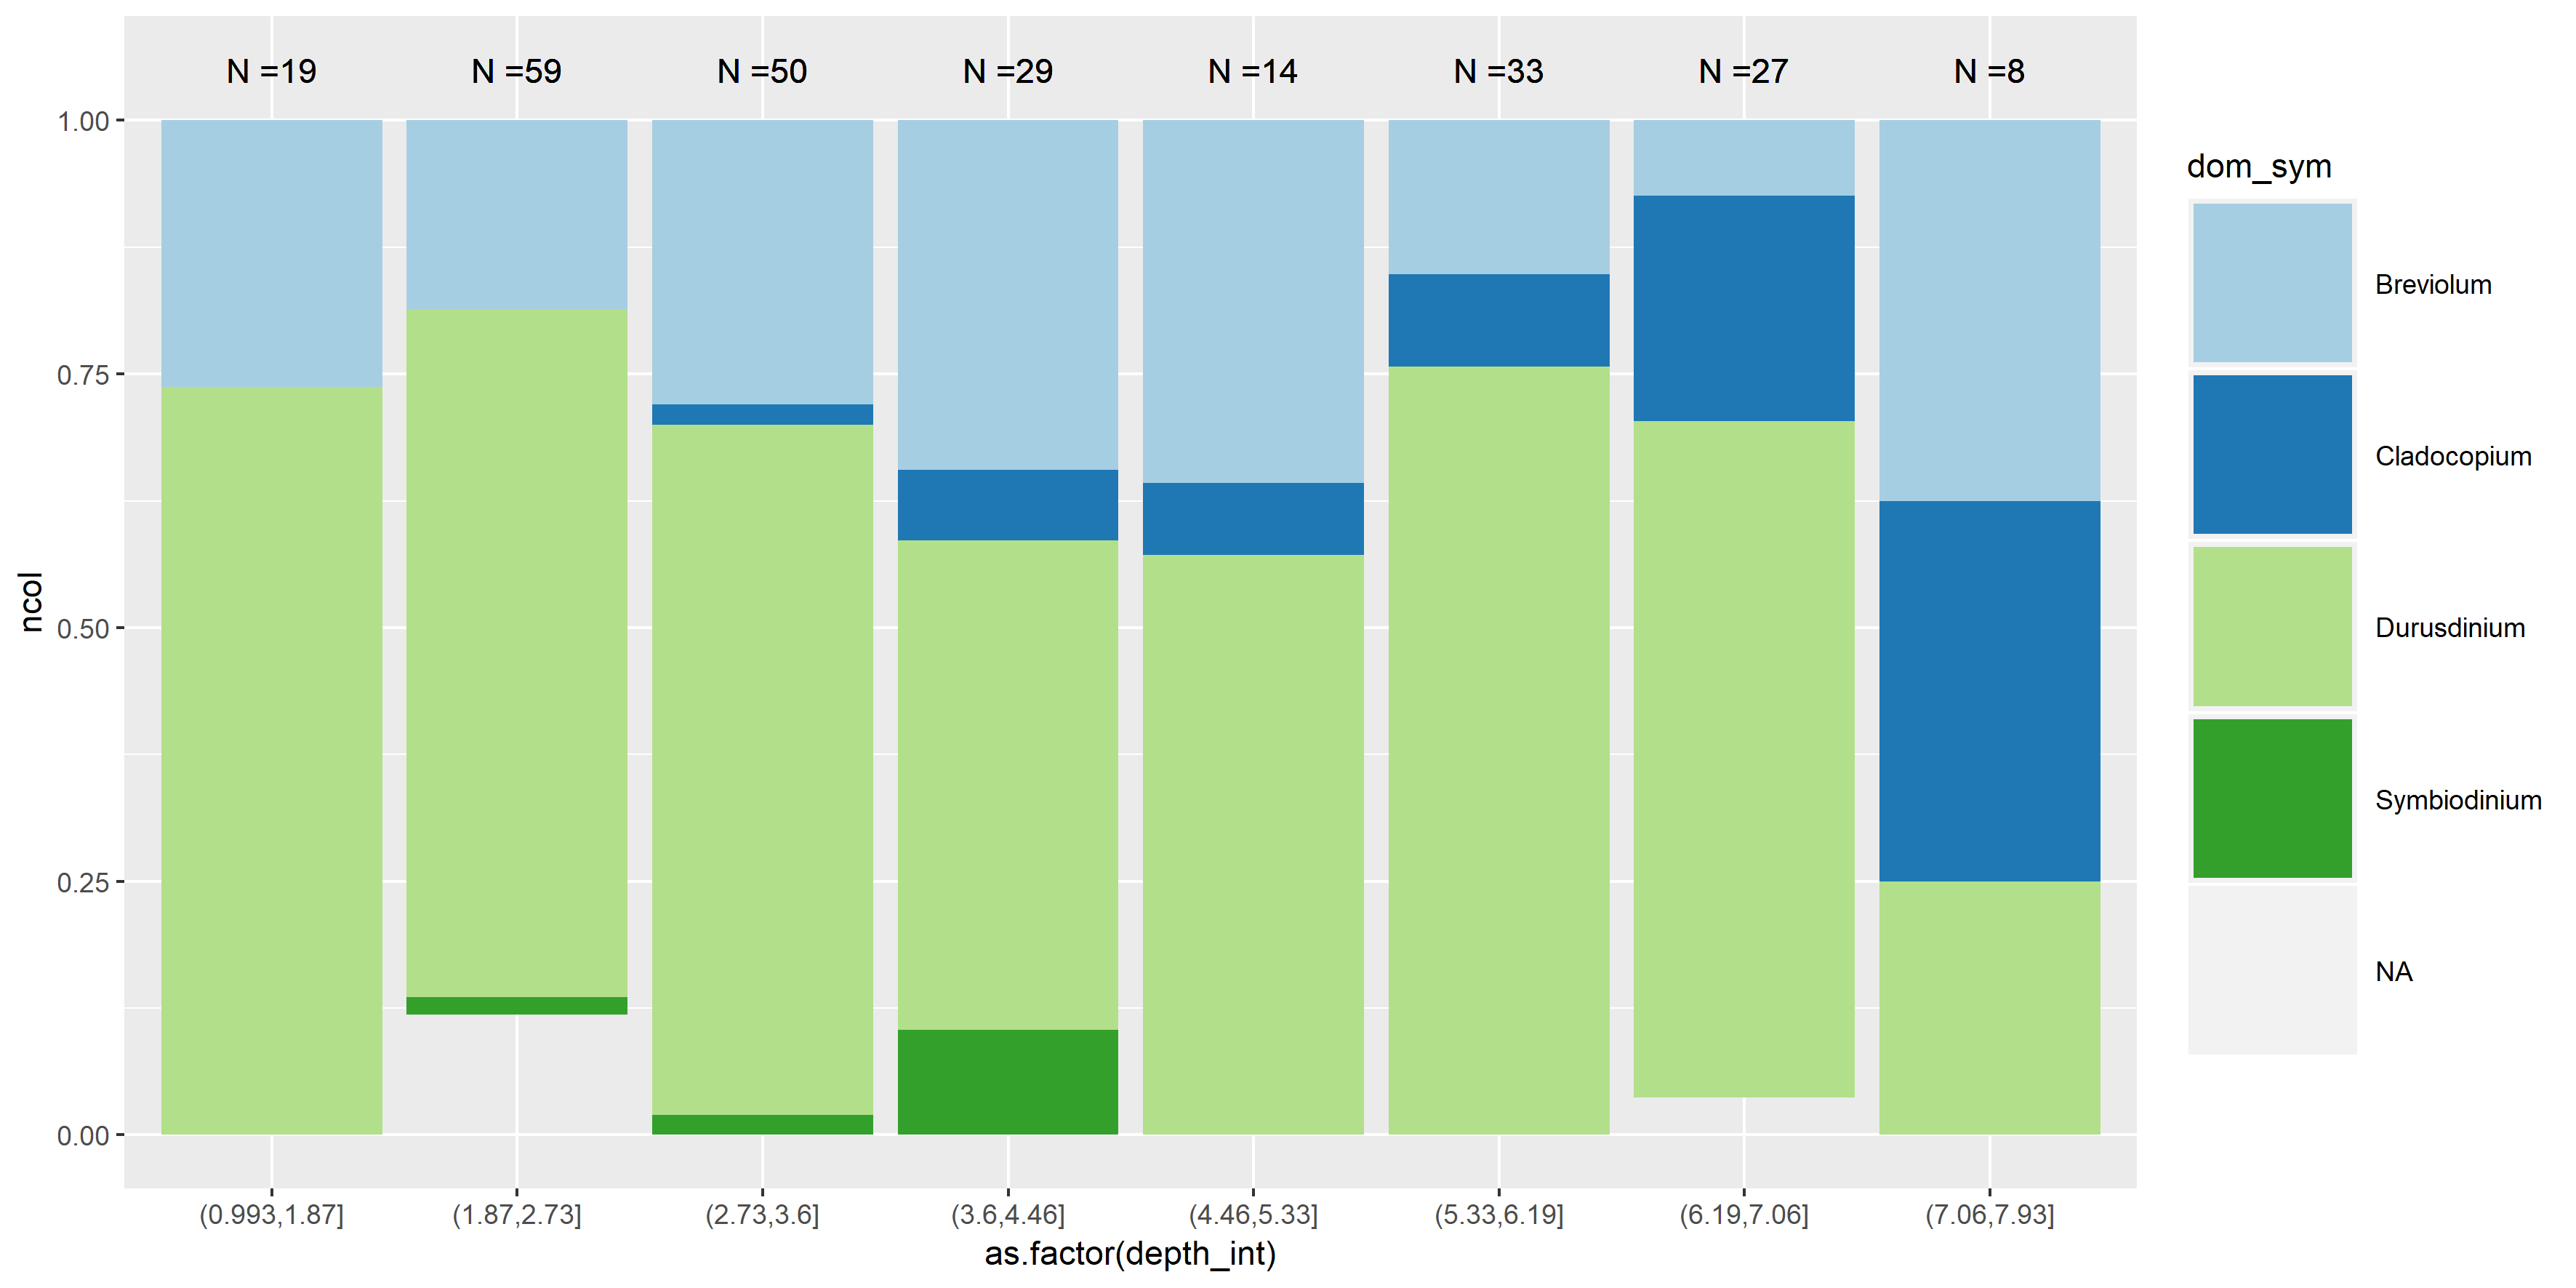 N =19 N =59 N =50 N =29 N =14 N =33 N =27 N =8
1.00
0.75
0.50
0.25
0.00
ncol
(0.993,1.87] (1.87,2.73] (2.73,3.6] (3.6,4.46] (4.46,5.33] (5.33,6.19] (6.19,7.06] (7.06,7.93]
as.factor(depth_int)
dom_sym
Breviolum
Cladocopium
Durusdinium
Symbiodinium
NA